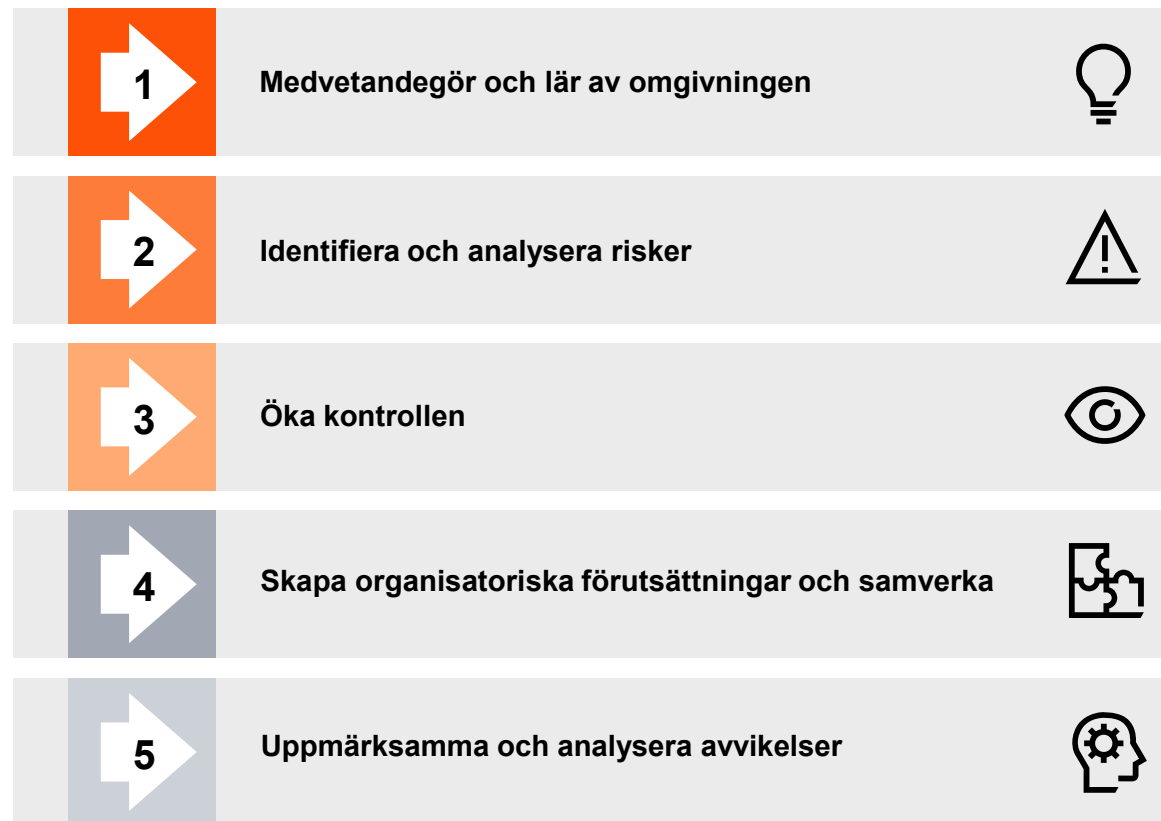 1
Medvetandegör och lär av omgivningen
2
Identifiera och analysera risker
3
Öka kontrollen
4
Skapa organisatoriska förutsättningar och samverka
5
Uppmärksamma och analysera avvikelser